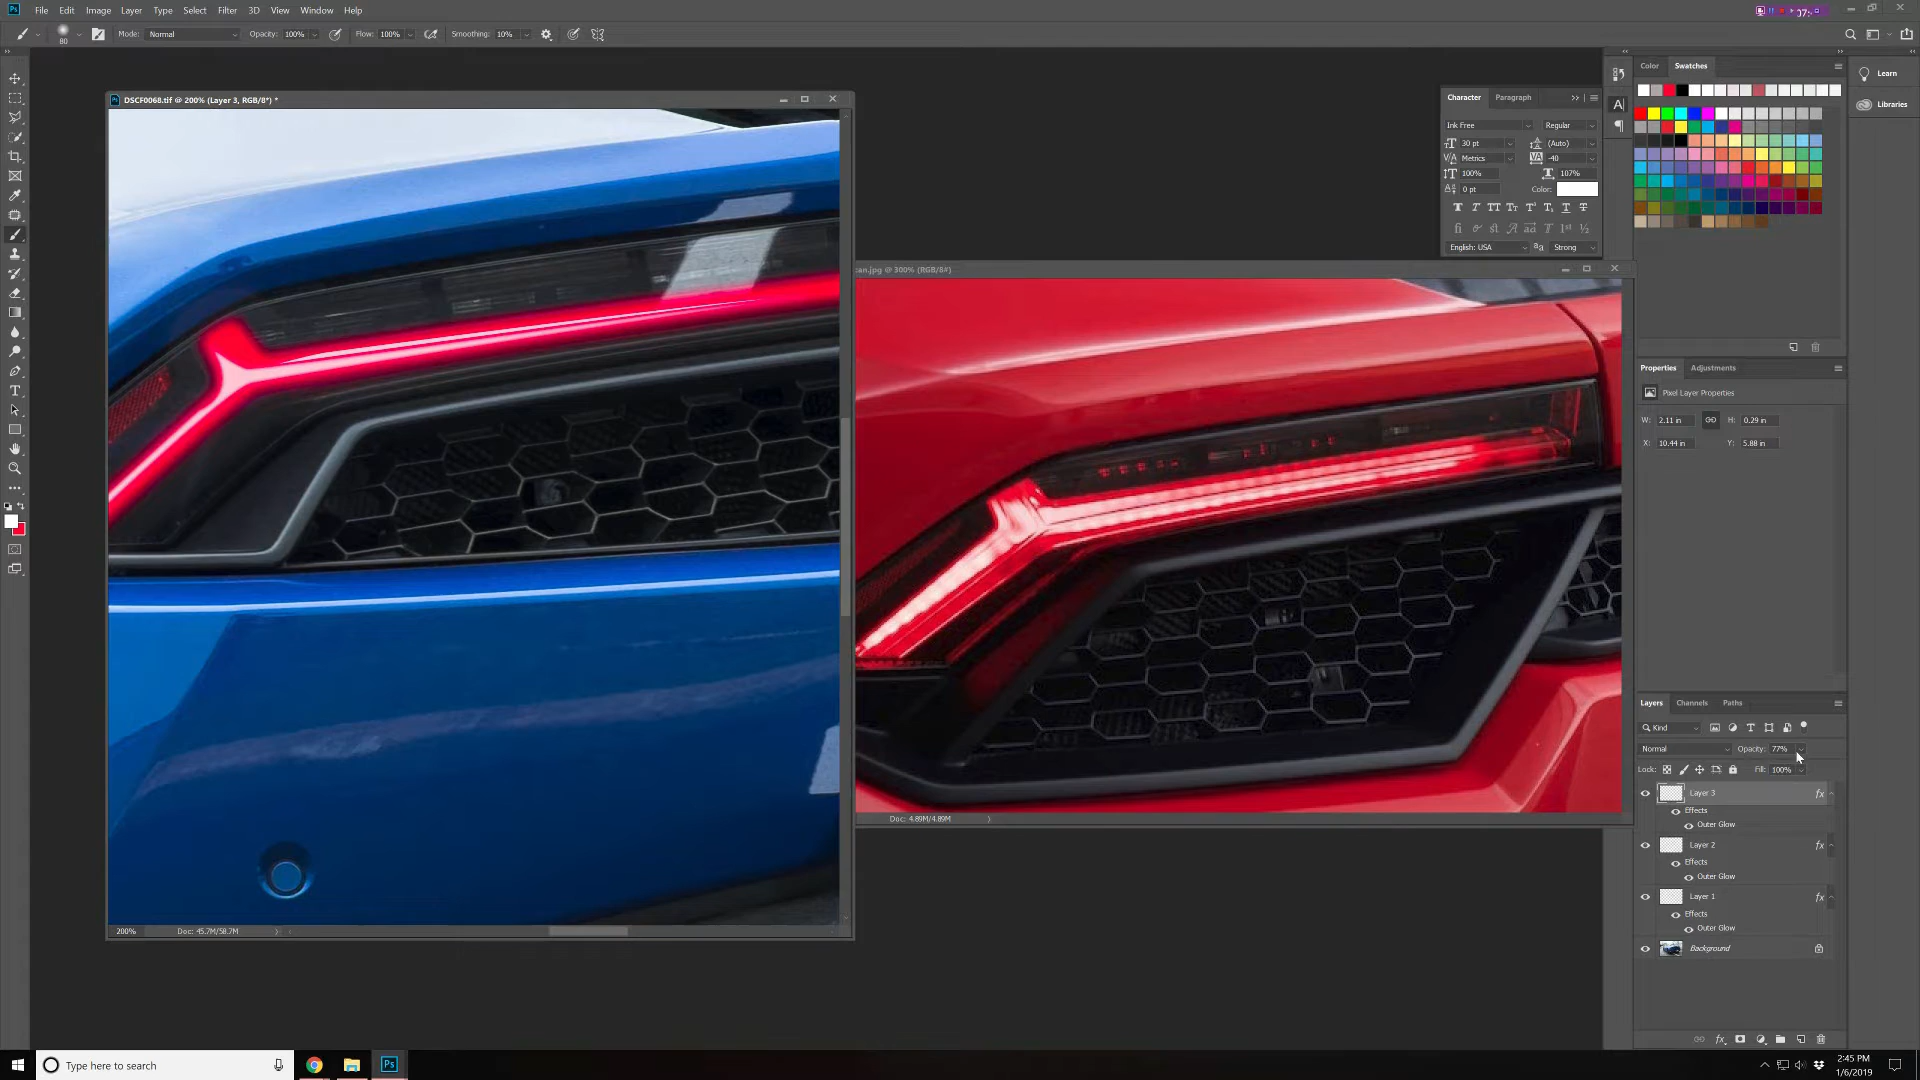 File Edit Image Layer Type Select Filter 3D View Window Help
80 Mode: Normal Opacity: 100% Flow: 100% Smoothing: 10%
DSCF0068.tif @ 200% (Layer 3, RGB/8*) *
can.jpg @ 300% (RGB/8#)
200% Doc: 45.7M/58.7M
Doc: 4.89M/4.89M
Character Paragraph
Ink Free Regular
30 pt (Auto)
Metrics -40
100% 107%
0 pt Color:
English: USA Strong
Color Swatches
Learn
Libraries
Properties Adjustments
Pixel Layer Properties
W: 2.11 in H: 0.29 in
X: 10.44 in Y: 5.88 in
Layers Channels Paths
Kind
Normal Opacity: 77%
Lock: Fill: 100%
Layer 3 fx
Effects
Outer Glow
Layer 2 fx
Effects
Outer Glow
Layer 1 fx
Effects
Outer Glow
Background
Type here to search
Ps
2:45 PM
1/6/2019